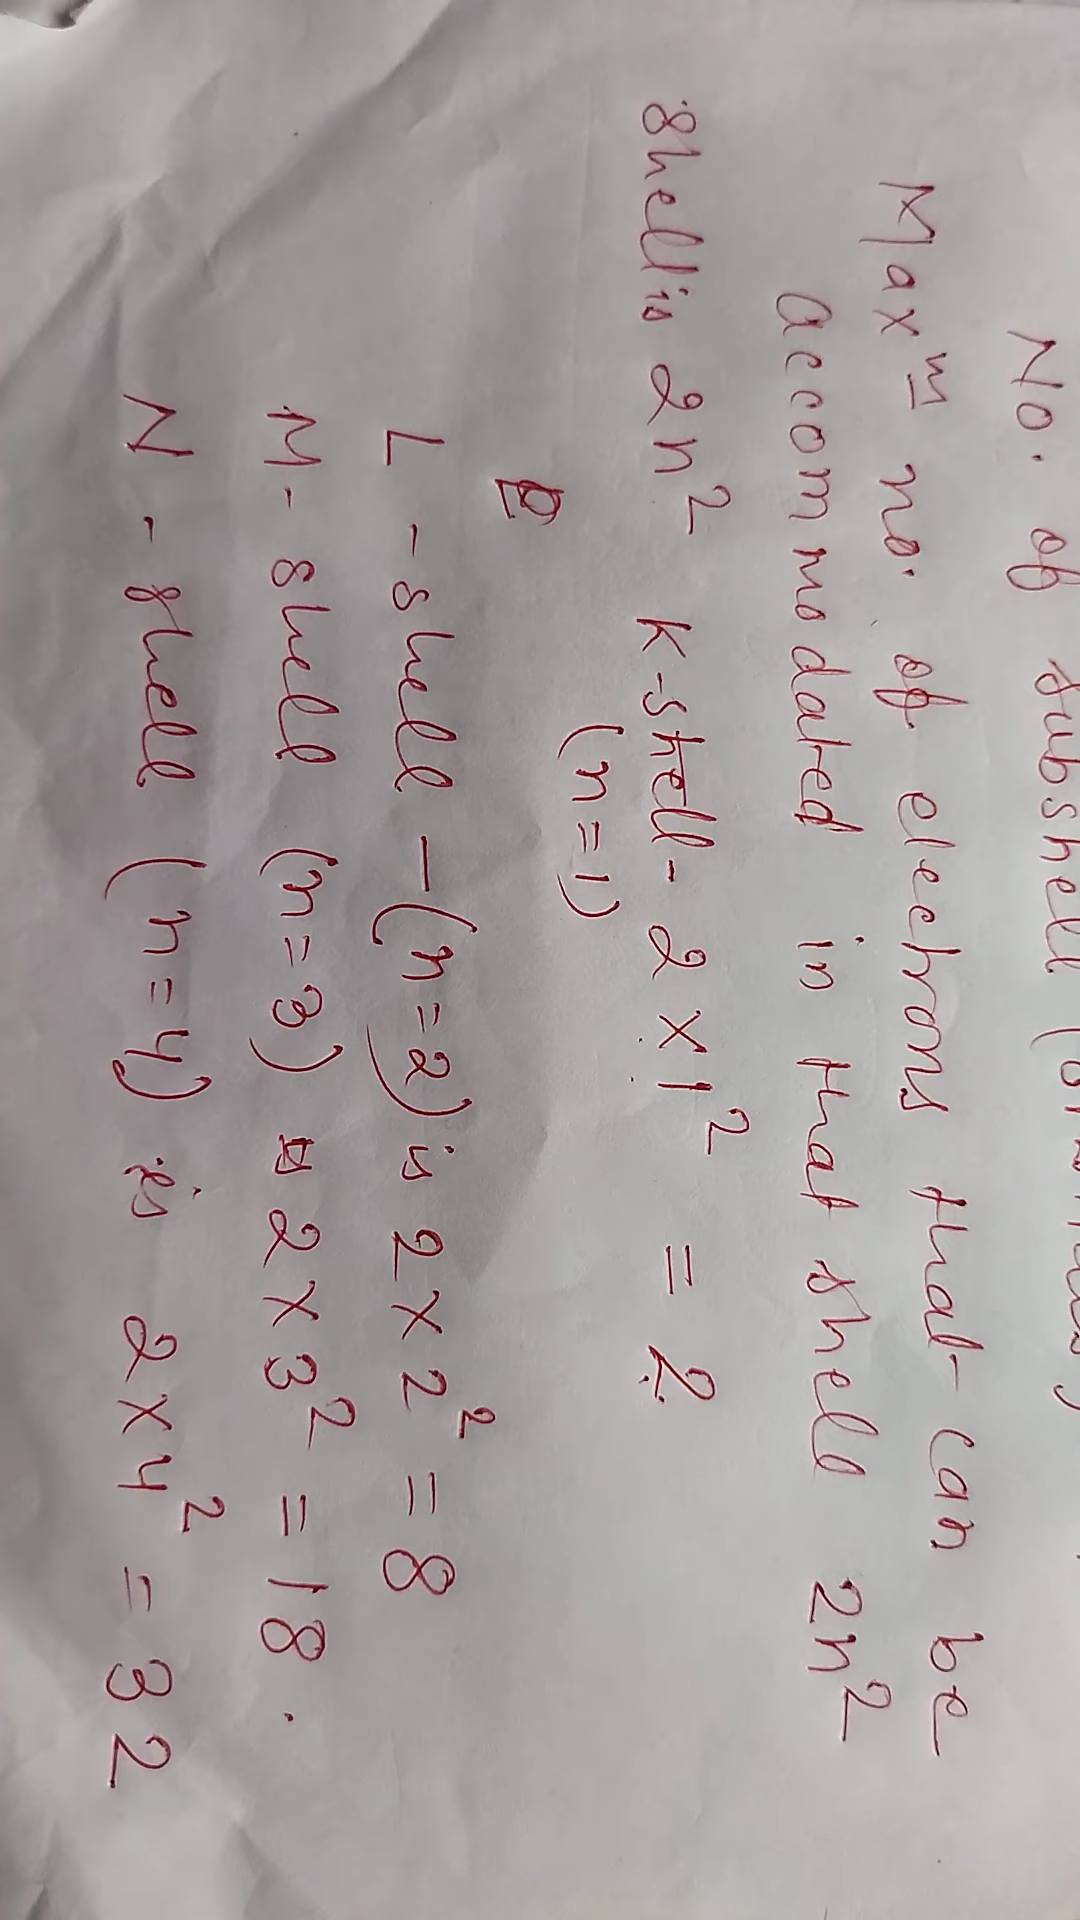 No. of subshell (
Maxᵐ no. of electrons that can be
accommodated in that shell 2n²
shell is 2n² K-shell- 2 × 1² = 2
(n=1)
L - shell - (n=2) is 2 × 2² = 8
M- shell (n=3) is 2 × 3² = 18.
N - shell (n=4) is 2 × 4² = 32